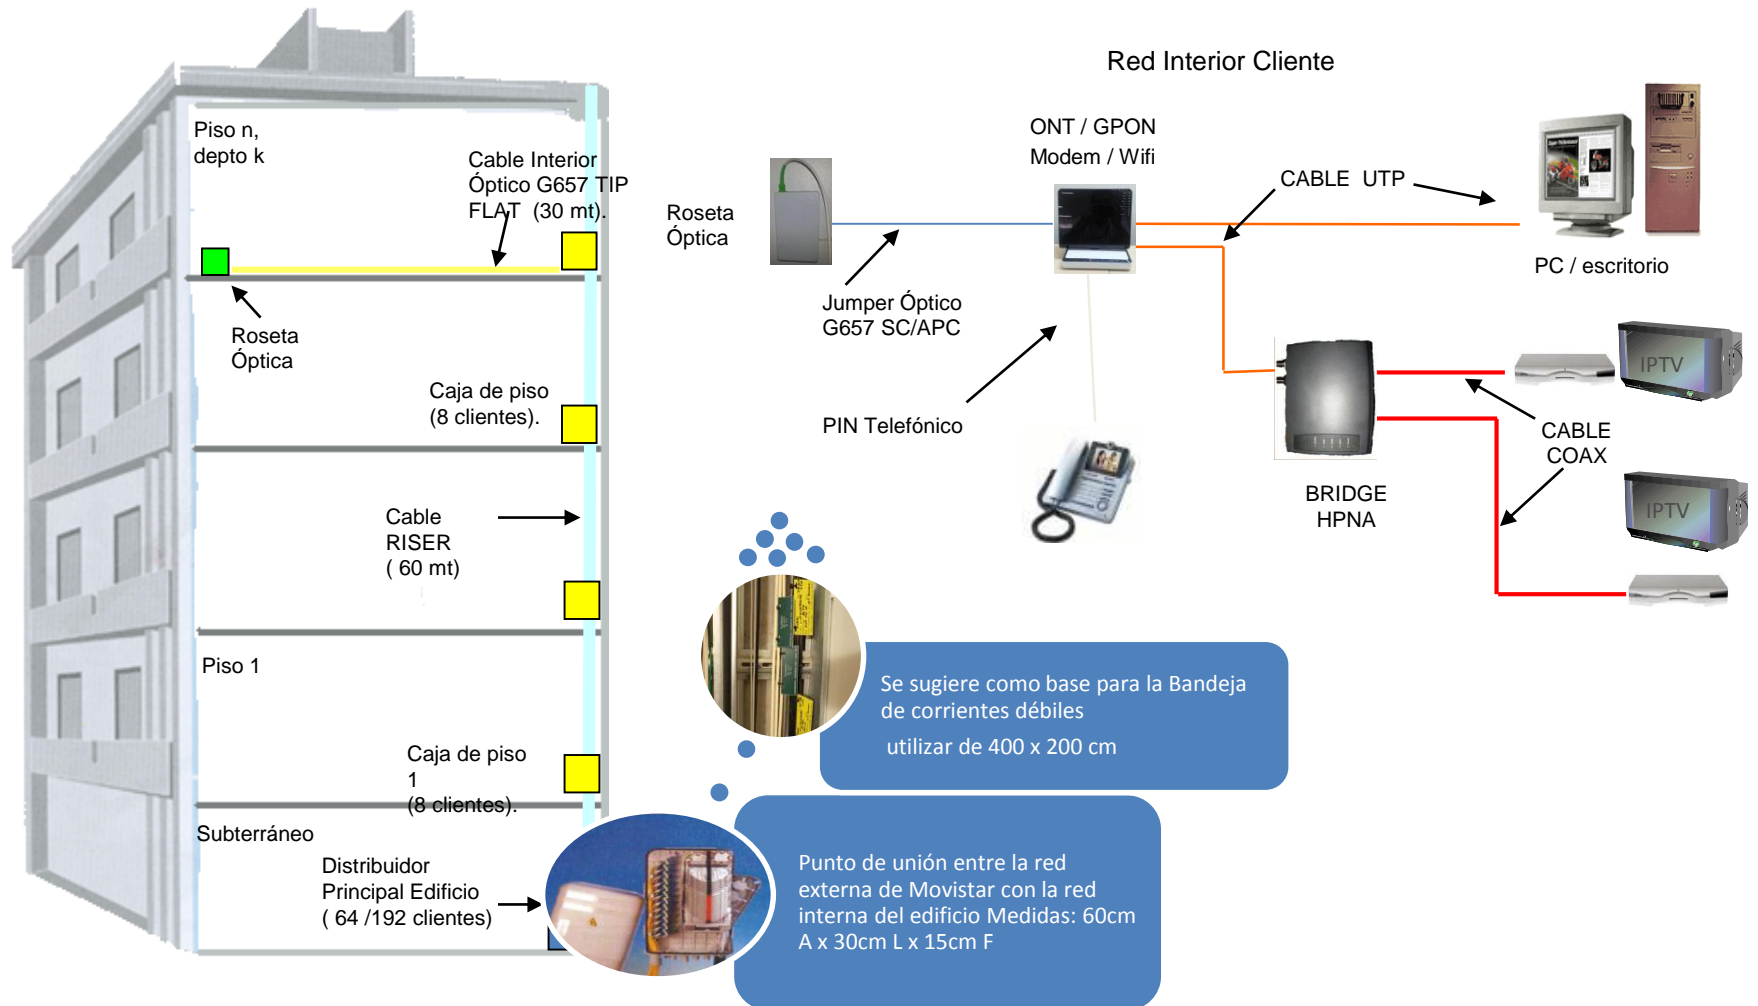 Red Interior Cliente
Piso n,
depto k
Cable Interior
Óptico G657 TIP
FLAT  (30 mt).
Roseta
Óptica
Caja de piso
(8 clientes).
Cable
RISER
( 60 mt)
Piso 1
Caja de piso
1
(8 clientes).
Subterráneo
Distribuidor
Principal Edificio
( 64 /192 clientes)
Roseta
Óptica
ONT / GPON
Modem / Wifi
CABLE  UTP
PC / escritorio
Jumper Óptico
G657 SC/APC
PIN Telefónico
BRIDGE
HPNA
IPTV
CABLE
COAX
IPTV
Se sugiere como base para la Bandeja
de corrientes débiles
utilizar de 400 x 200 cm
Punto de unión entre la red
externa de Movistar con la red
interna del edificio Medidas: 60cm
A x 30cm L x 15cm F